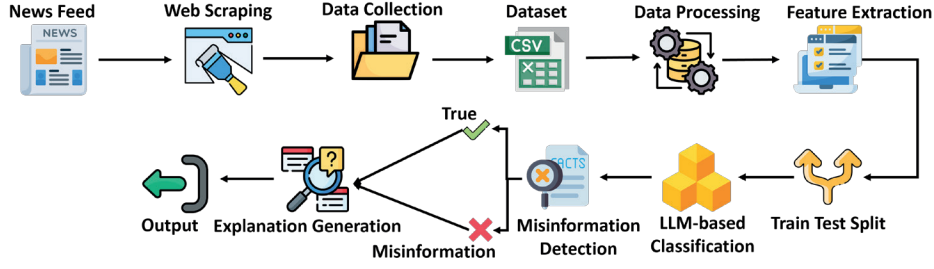 News Feed
Web Scraping
Data Collection
Dataset
Data Processing
Feature Extraction
NEWS
CSV
True
FACTS
?
Output
Explanation Generation
Misinformation
Misinformation
Detection
LLM-based
Classification
Train Test Split